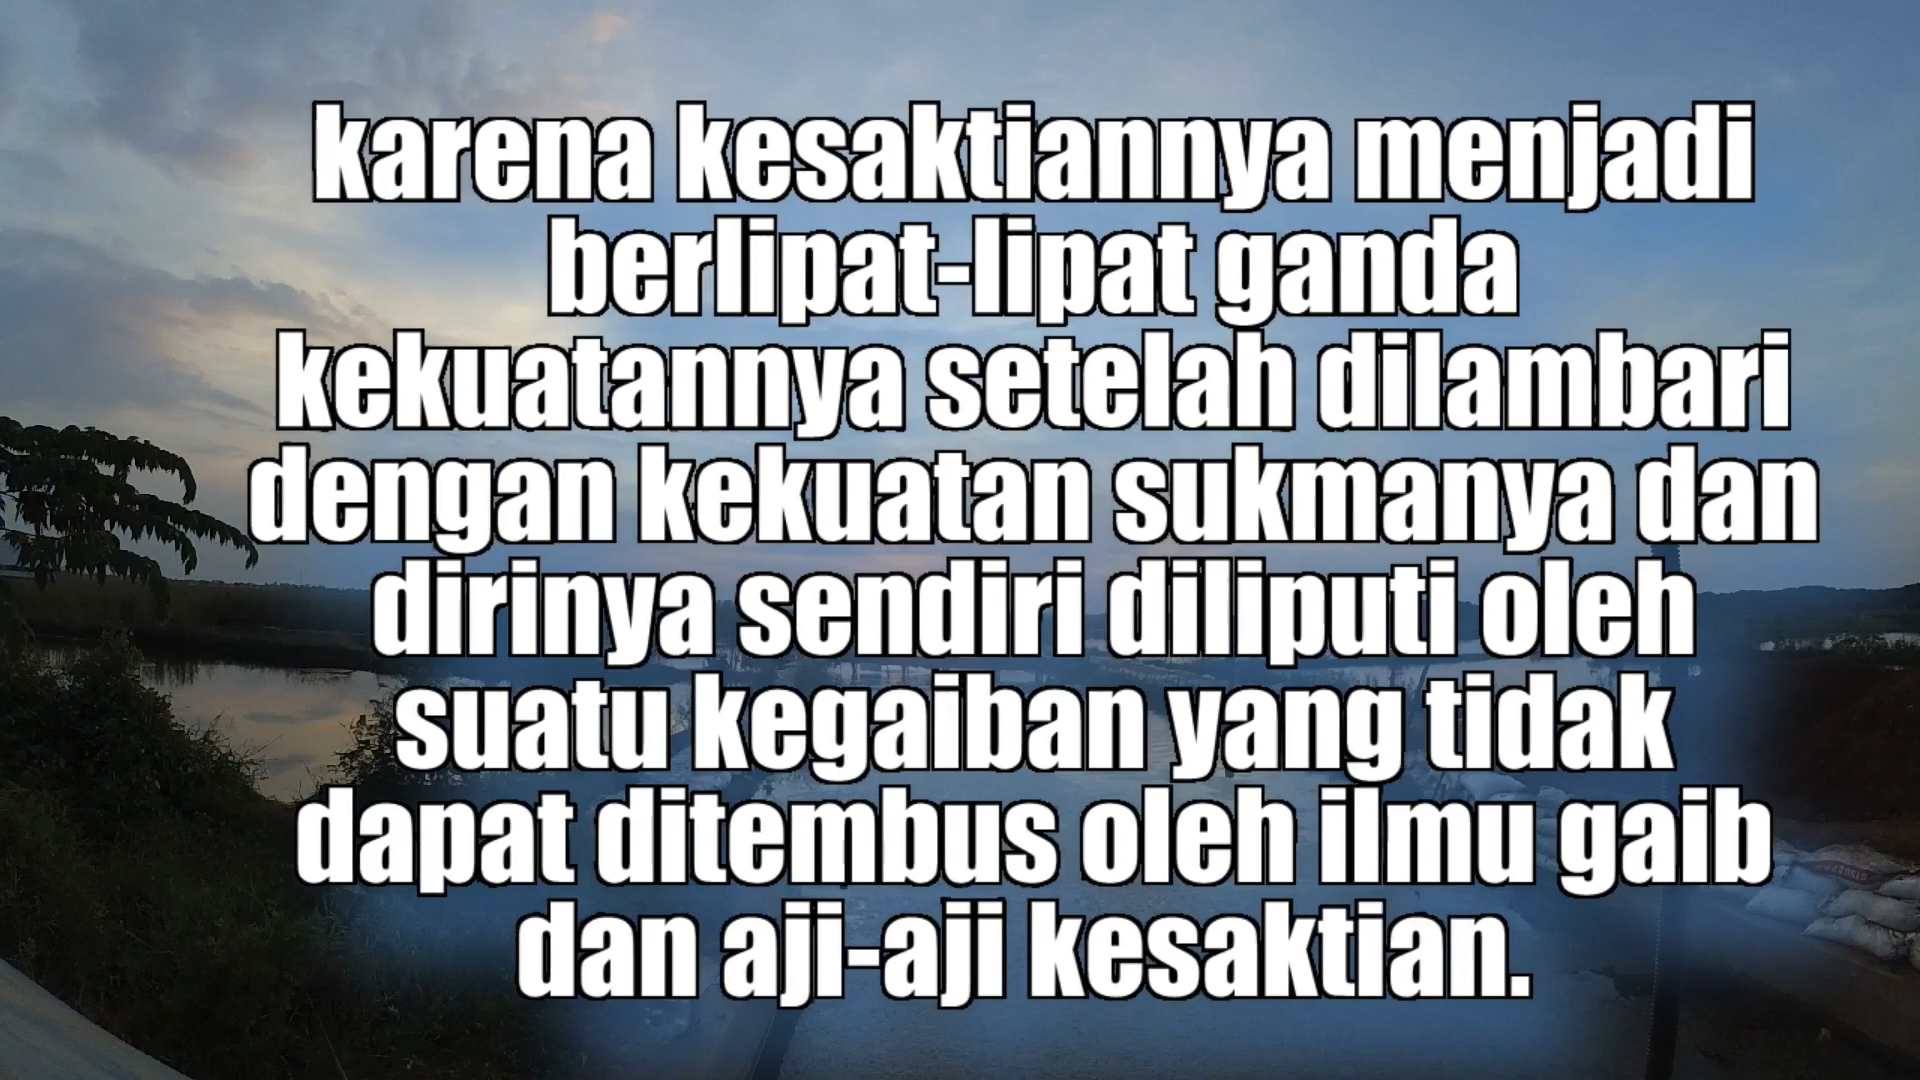 karena kesaktiannya menjadi
berlipat-lipat ganda
kekuatannya setelah dilambari
dengan kekuatan sukmanya dan
dirinya sendiri diliputi oleh
suatu kegaiban yang tidak
dapat ditembus oleh ilmu gaib
dan aji-aji kesaktian.